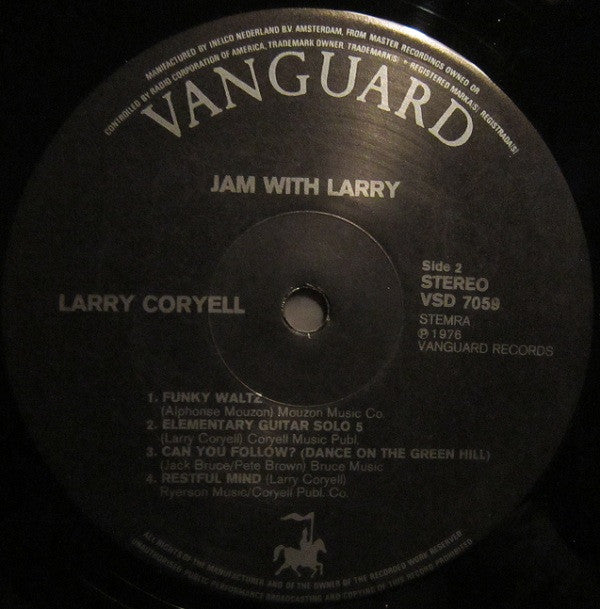 MANUFACTURED BY INELCO NEDERLAND B.V. AMSTERDAM, FROM MASTER RECORDINGS OWNED OR
CONTROLLED BY RADIO CORPORATION OF AMERICA, TRADEMARK OWNER. TRADEMARK(S) * REGISTERED MARKA(S) REGISTRADA(S)
VANGUARD
JAM WITH LARRY
Side 2
STEREO
VSD 7059
STEMRA
℗ 1976
VANGUARD RECORDS
LARRY CORYELL
1. FUNKY WALTZ
(Alphonse Mouzon) Mouzon Music Co.
2. ELEMENTARY GUITAR SOLO 5
(Larry Coryell) Coryell Music Publ.
3. CAN YOU FOLLOW? (DANCE ON THE GREEN HILL)
(Jack Bruce/Pete Brown) Bruce Music
4. RESTFUL MIND (Larry Coryell)
Ryerson Music/Coryell Publ. Co.
ALL RIGHTS OF THE MANUFACTURER AND OF THE OWNER OF THE RECORDED WORK RESERVED
UNAUTHORISED PUBLIC PERFORMANCE BROADCASTING AND COPYING OF THIS RECORD PROHIBITED